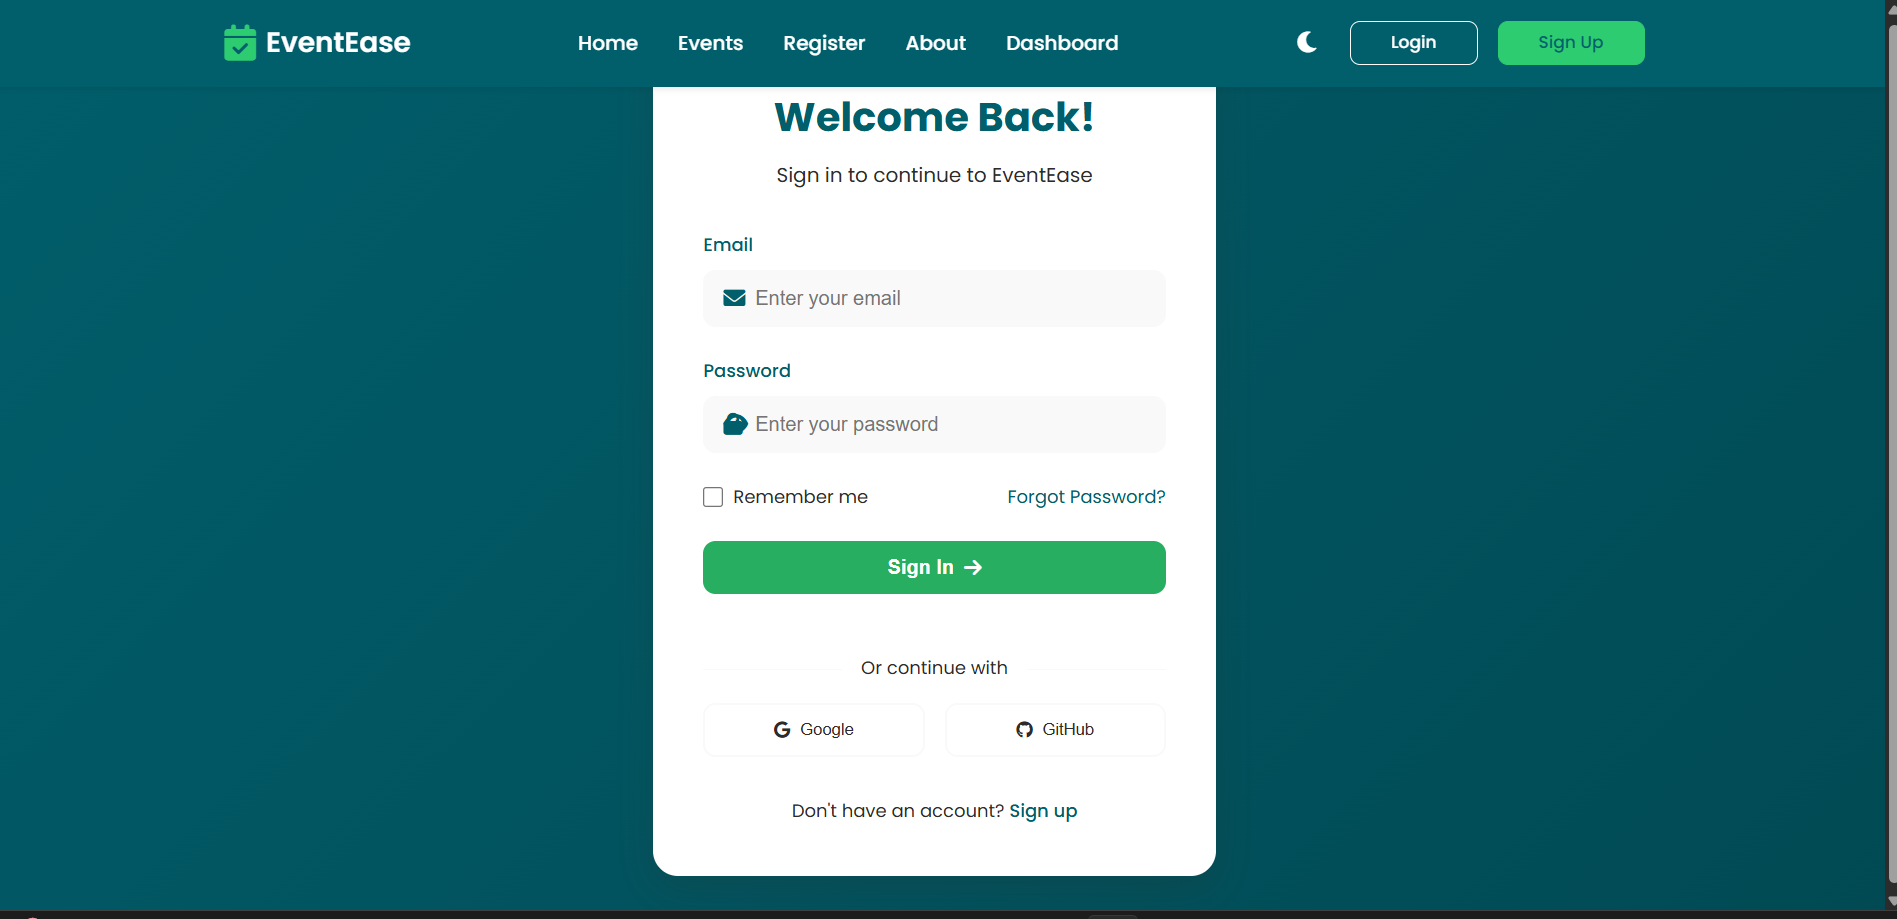 EventEase
Home Events Register About Dashboard
Login
Sign Up
Welcome Back!
Sign in to continue to EventEase
Email
Enter your email
Password
Enter your password
Remember me Forgot Password?
Sign In
Or continue with
Google GitHub
Don't have an account? Sign up